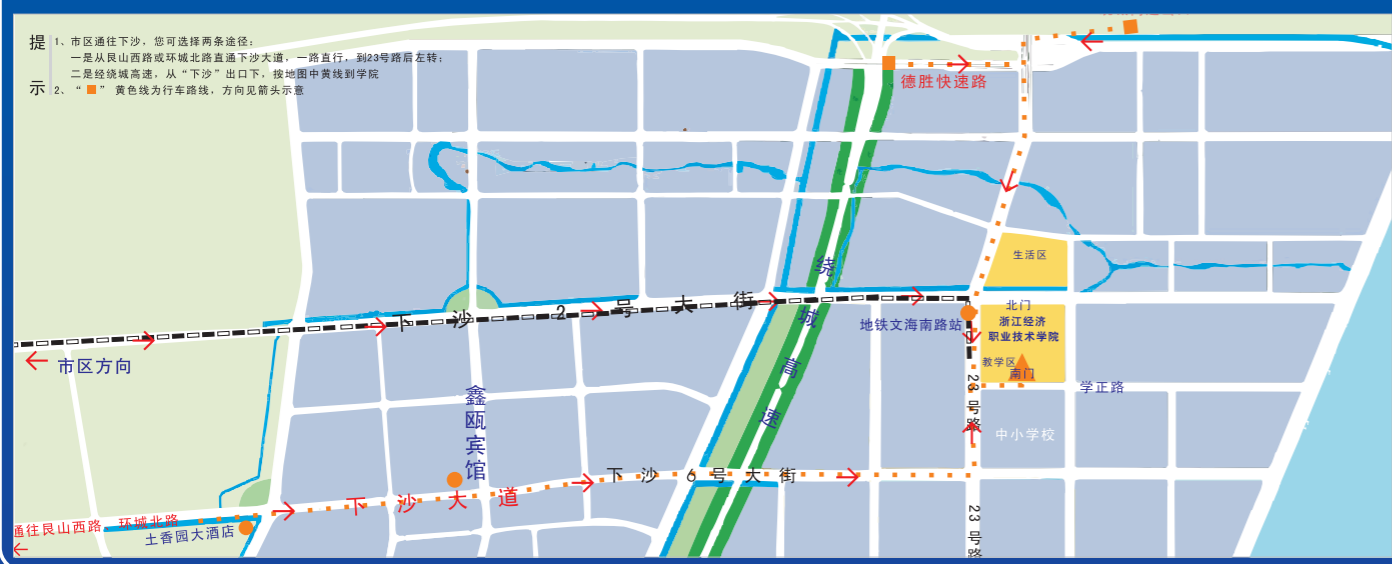 提示
1、市区通往下沙，您可选择两条途径：
一是从艮山西路或环城北路直通下沙大道，一路直行，到23号路后左转；
二是经绕城高速，从“下沙”出口下，按地图中黄线到学院
2、“ ”黄色线为行车路线，方向见箭头示意
德胜快速路
生活区
绕城高速
下沙 2号大街
北门
地铁文海南路站
浙江经济
职业技术学院
市区方向
教学区
南门
23号路
学正路
鑫瓯宾馆
中小学校
下沙6号大街
下沙大道
通往艮山西路、环城北路
土香园大酒店
23号路